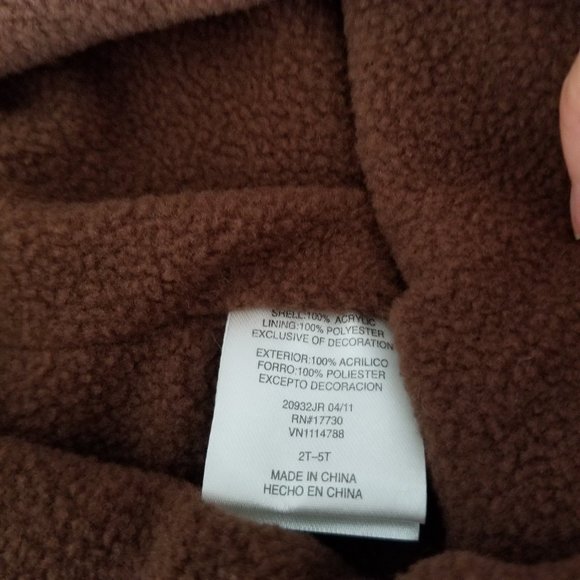 SHELL:100% ACRYLIC
LINING:100% POLYESTER
EXCLUSIVE OF DECORATION
EXTERIOR:100% ACRILICO
FORRO:100% POLIESTER
EXCEPTO DECORACION
20932JR 04/11
RN#17730
VN1114788
2T--5T
MADE IN CHINA
HECHO EN CHINA